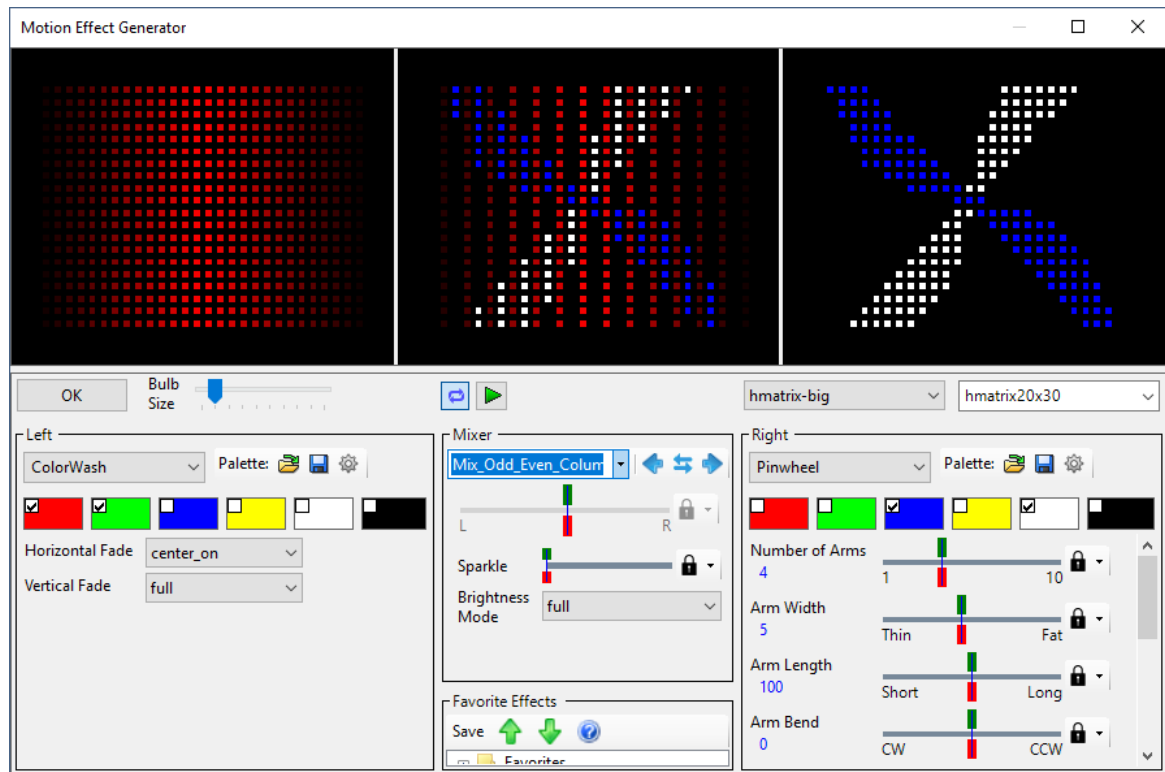 Motion Effect Generator
OK
Bulb Size
hmatrix-big
hmatrix20x30
Left
ColorWash
Palette:
Horizontal Fade
center_on
Vertical Fade
full
Mixer
Mix_Odd_Even_Colum
L R
Sparkle
Brightness Mode
full
Favorite Effects
Save
Favorites
Right
Pinwheel
Palette:
Number of Arms
4
1 10
Arm Width
5
Thin Fat
Arm Length
100
Short Long
Arm Bend
0
CW CCW